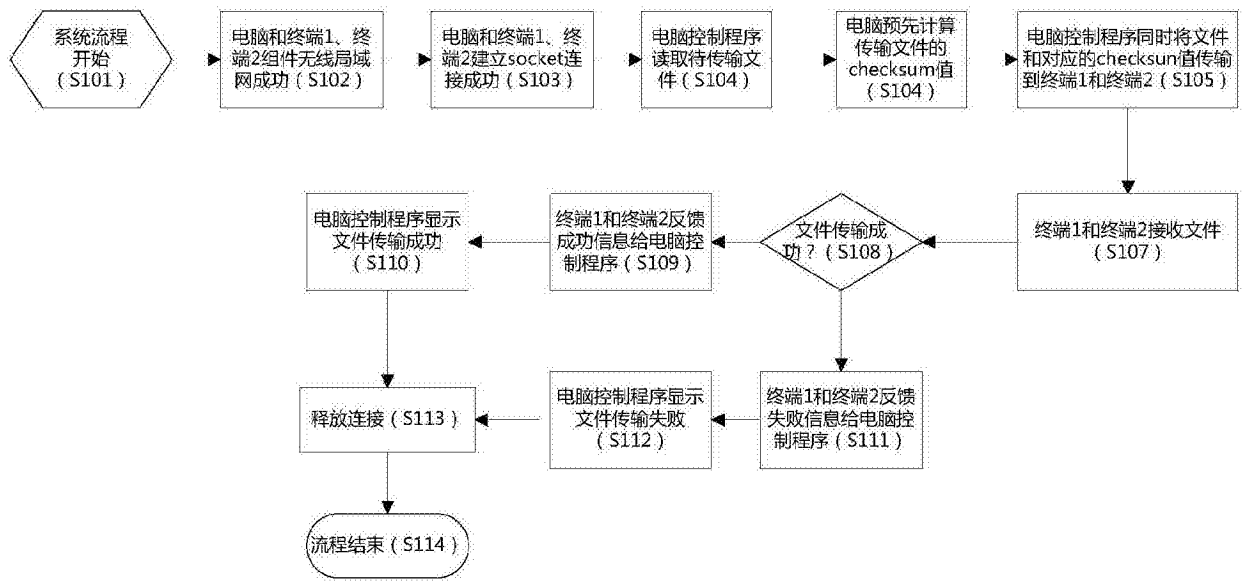 系统流程
开始
（S101）
电脑和终端1、终
端2组件无线局域
网成功（S102）
电脑和终端1、终
端2建立socket连
接成功（S103）
电脑控制程序
读取待传输文
件（S104）
电脑预先计算
传输文件的
checksum值
（S104）
电脑控制程序同时将文件
和对应的checksun值传输
到终端1和终端2（S105）
终端1和终端2接收文件
（S107）
文件传输成
功？（S108）
终端1和终端2反馈
成功信息给电脑控
制程序（S109）
电脑控制程序显示
文件传输成功
（S110）
终端1和终端2反馈
失败信息给电脑控
制程序（S111）
电脑控制程序显示
文件传输失败
（S112）
释放连接（S113）
流程结束（S114）